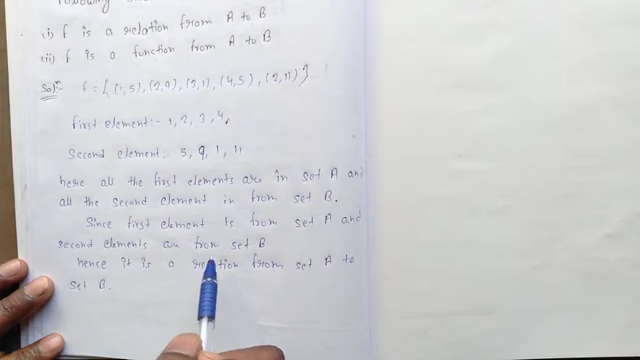 (i) f is a relation from A to B
(ii) f is a function from A to B
Solⁿ:- f = { (1,5), (2,9), (3,1), (4,5), (2,11) }
First element:- 1, 2, 3, 4,
Second element:- 5, 9, 1, 11
here all the first elements are in set A and
all the second element in from set B.
Since first element is from set A and
second elements are from set B
hence it is a relation from set A to
set B.